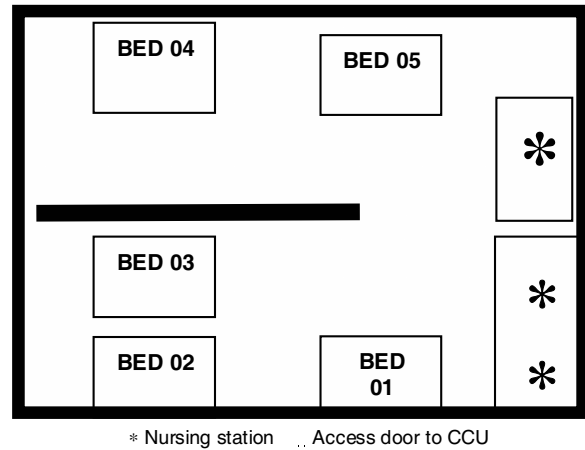 BED 04
BED 05
*
BED 03
*
BED 02
BED
01
*
* Nursing station .. Access door to CCU